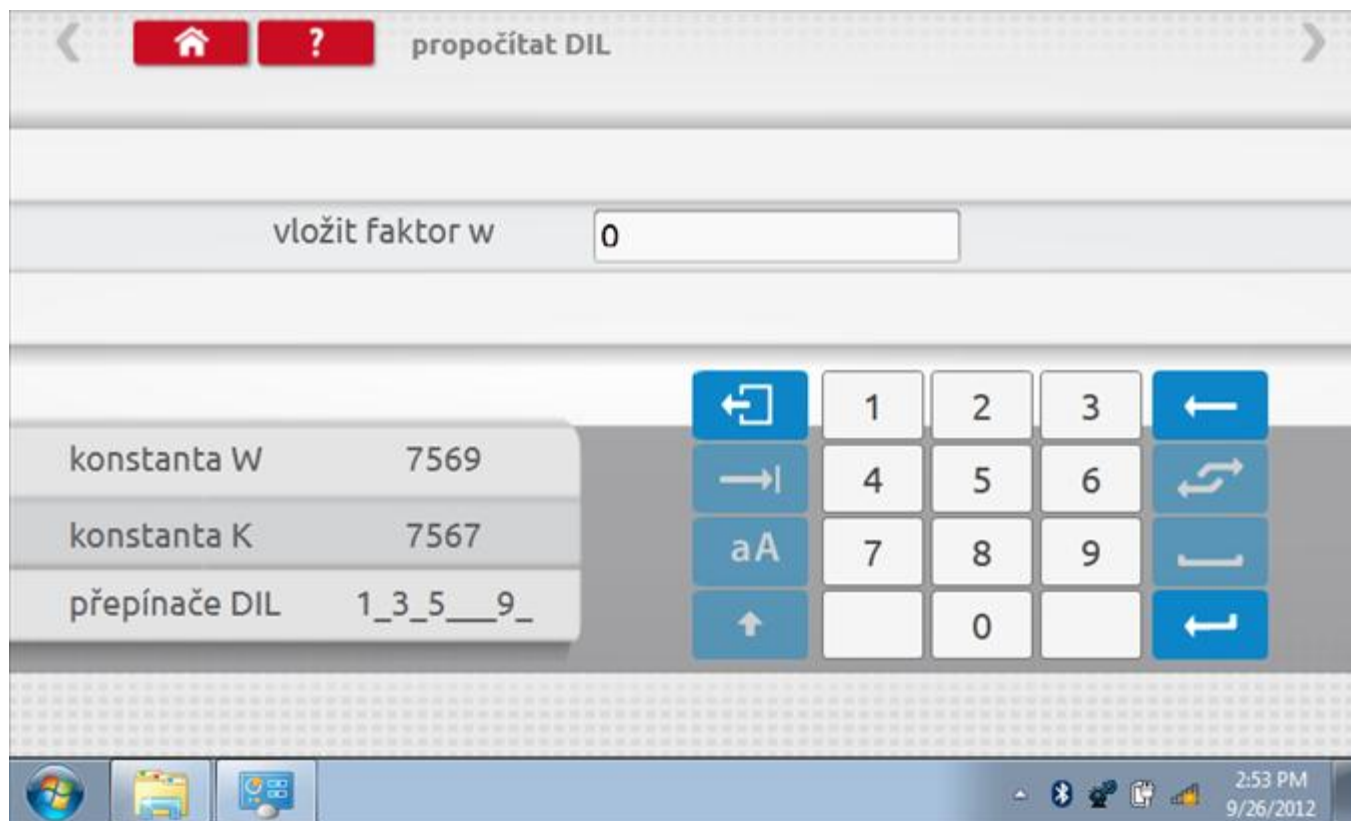 ? propočítat DIL
vložit faktor w 0
1 2 3
konstanta W 7569
4 5 6
konstanta K 7567
aA 7 8 9
přepínače DIL 1_3_5___9_
0
2:53 PM
9/26/2012